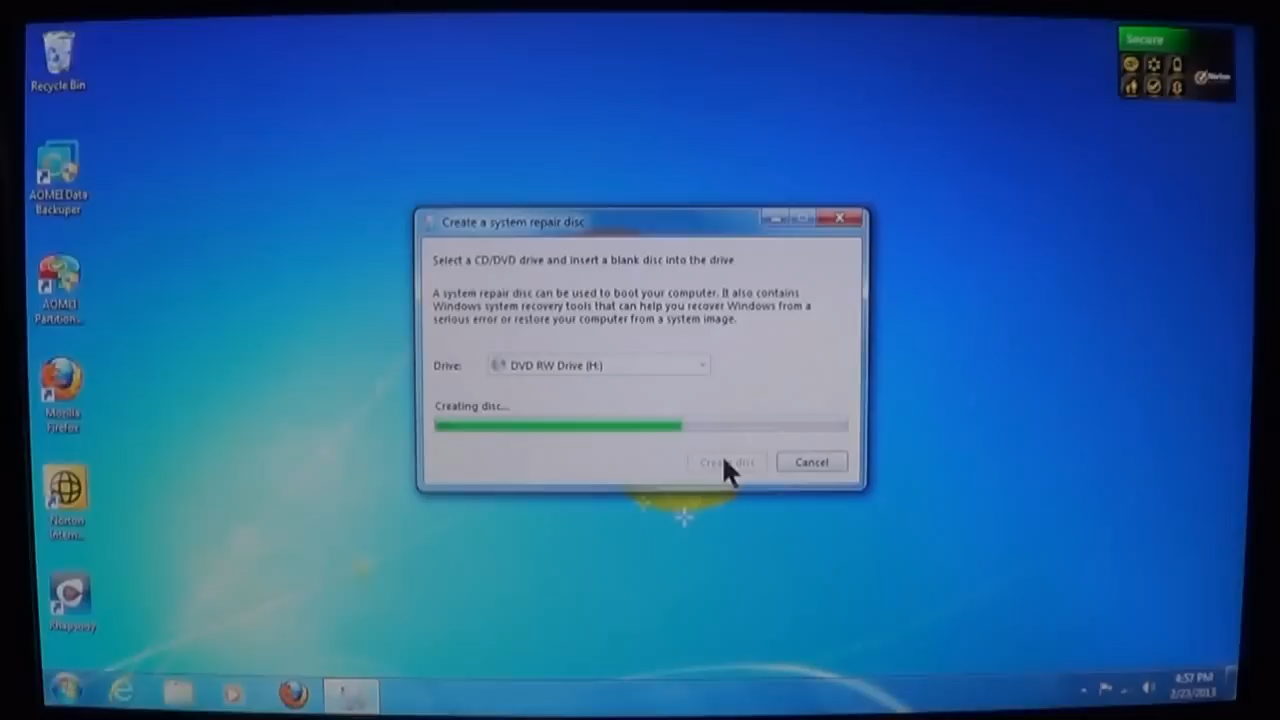 Recycle Bin
AOMEI Data
Backuper
AOMEI
Partition...
Mozilla
Firefox
Norton
Intern...
Rhapsody
Secure
Norton
Create a system repair disc
Select a CD/DVD drive and insert a blank disc into the drive
A system repair disc can be used to boot your computer. It also contains
Windows system recovery tools that can help you recover Windows from a
serious error or restore your computer from a system image.
Drive: DVD RW Drive (H:)
Creating disc...
Create disc Cancel
4:57 PM
2/23/2013